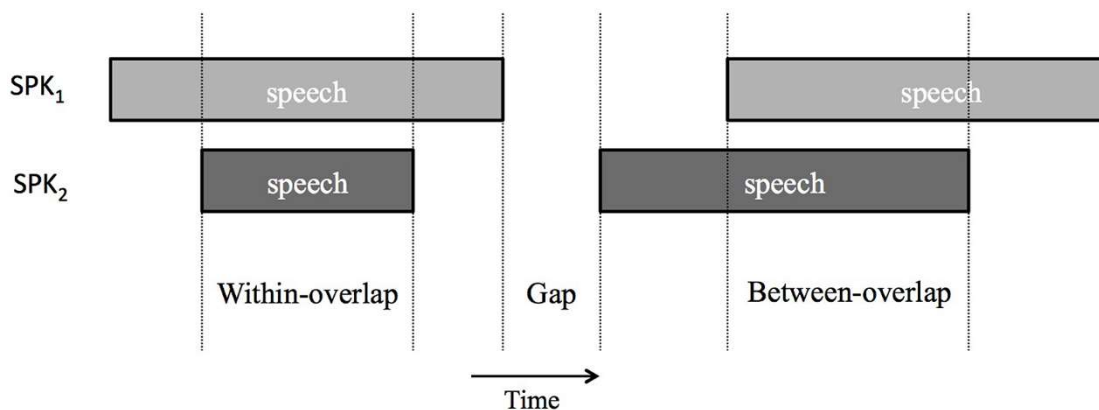 SPK₁ speech speech
SPK₂ speech speech
Within-overlap Gap Between-overlap
Time